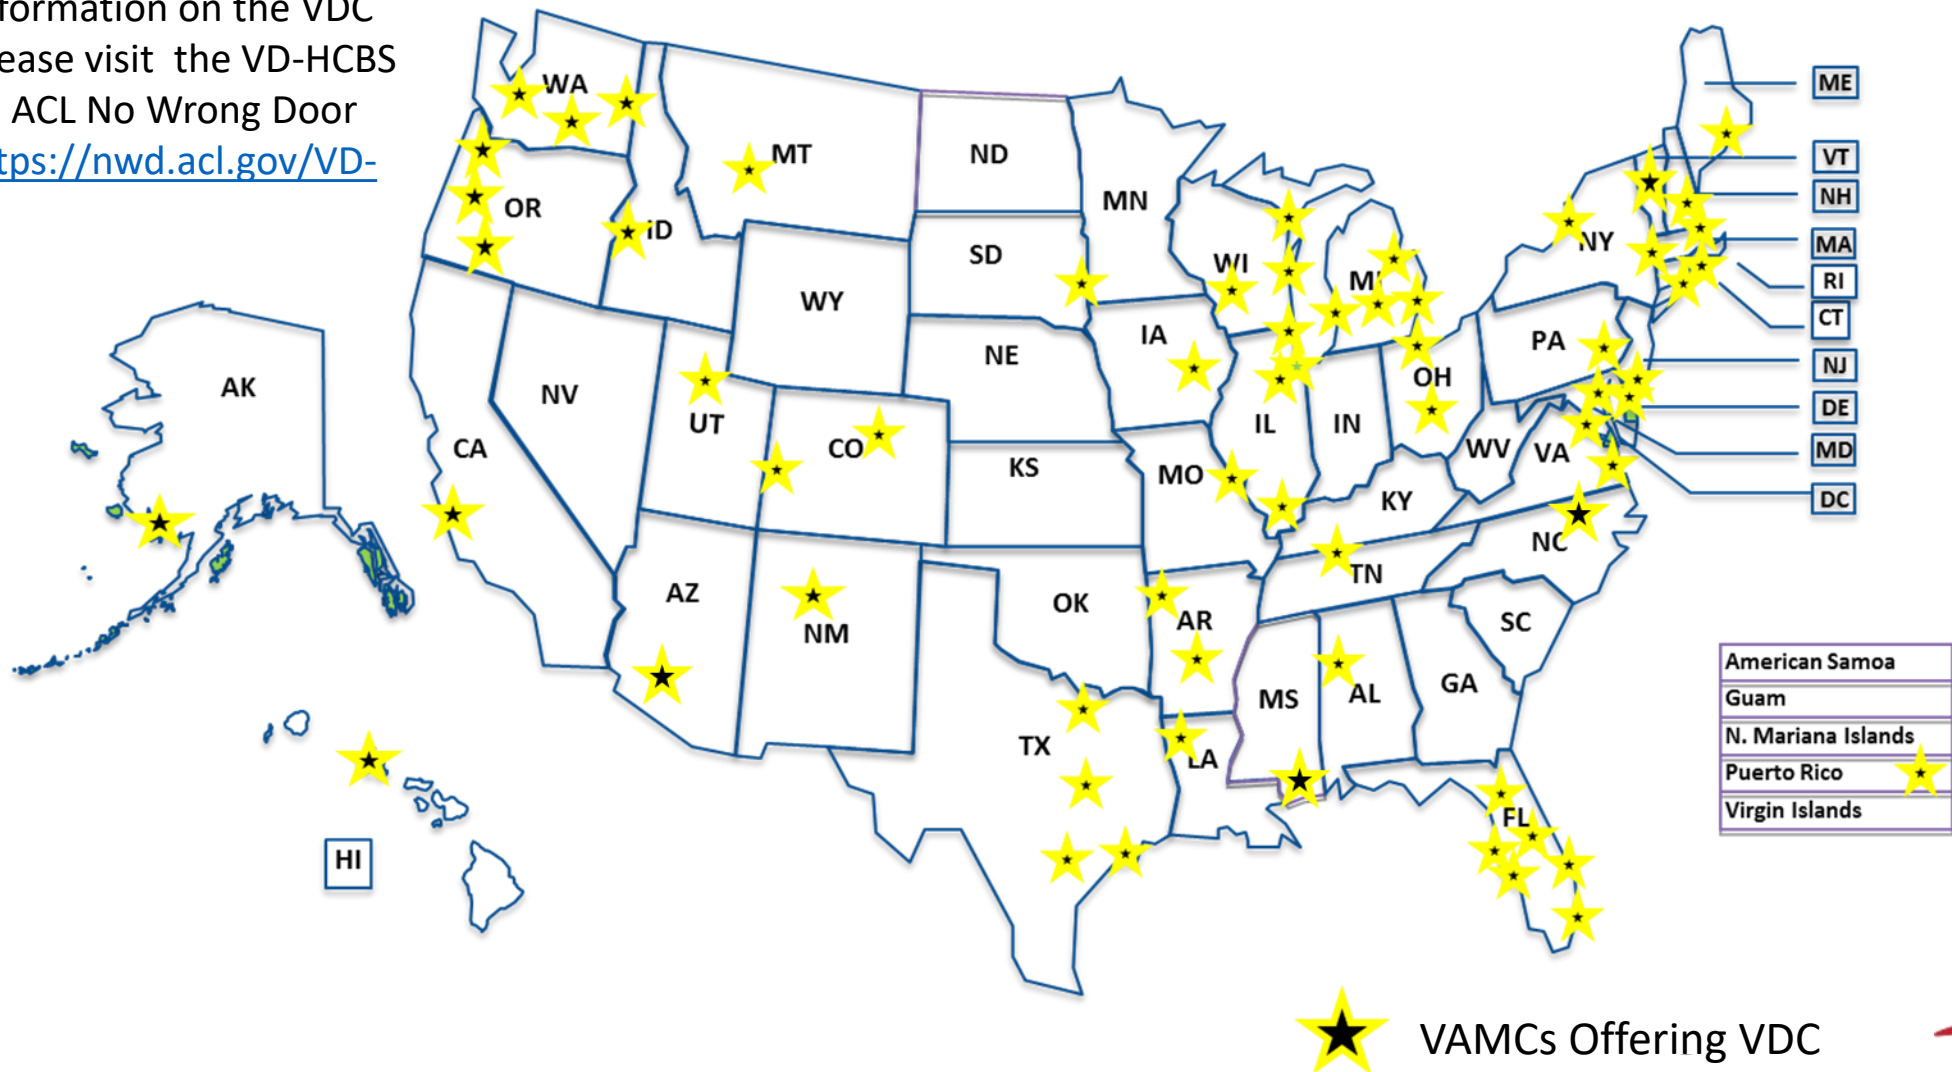 formation on the VDC
ease visit the VD-HCBS
ACL No Wrong Door
tps://nwd.acl.gov/VD-
WA
MT
ND
MN
OR
ID
SD
WI
MI
NY
WY
IA
NE
PA
AK
NV
UT
CO
CA
KS
MO
IL
IN
OH
WV
VA
KY
NC
TN
AZ
NM
OK
AR
SC
MS
AL
GA
TX
LA
FL
HI
ME
VT
NH
MA
RI
CT
NJ
DE
MD
DC
American Samoa
Guam
N. Mariana Islands
Puerto Rico
Virgin Islands
VAMCs Offering VDC